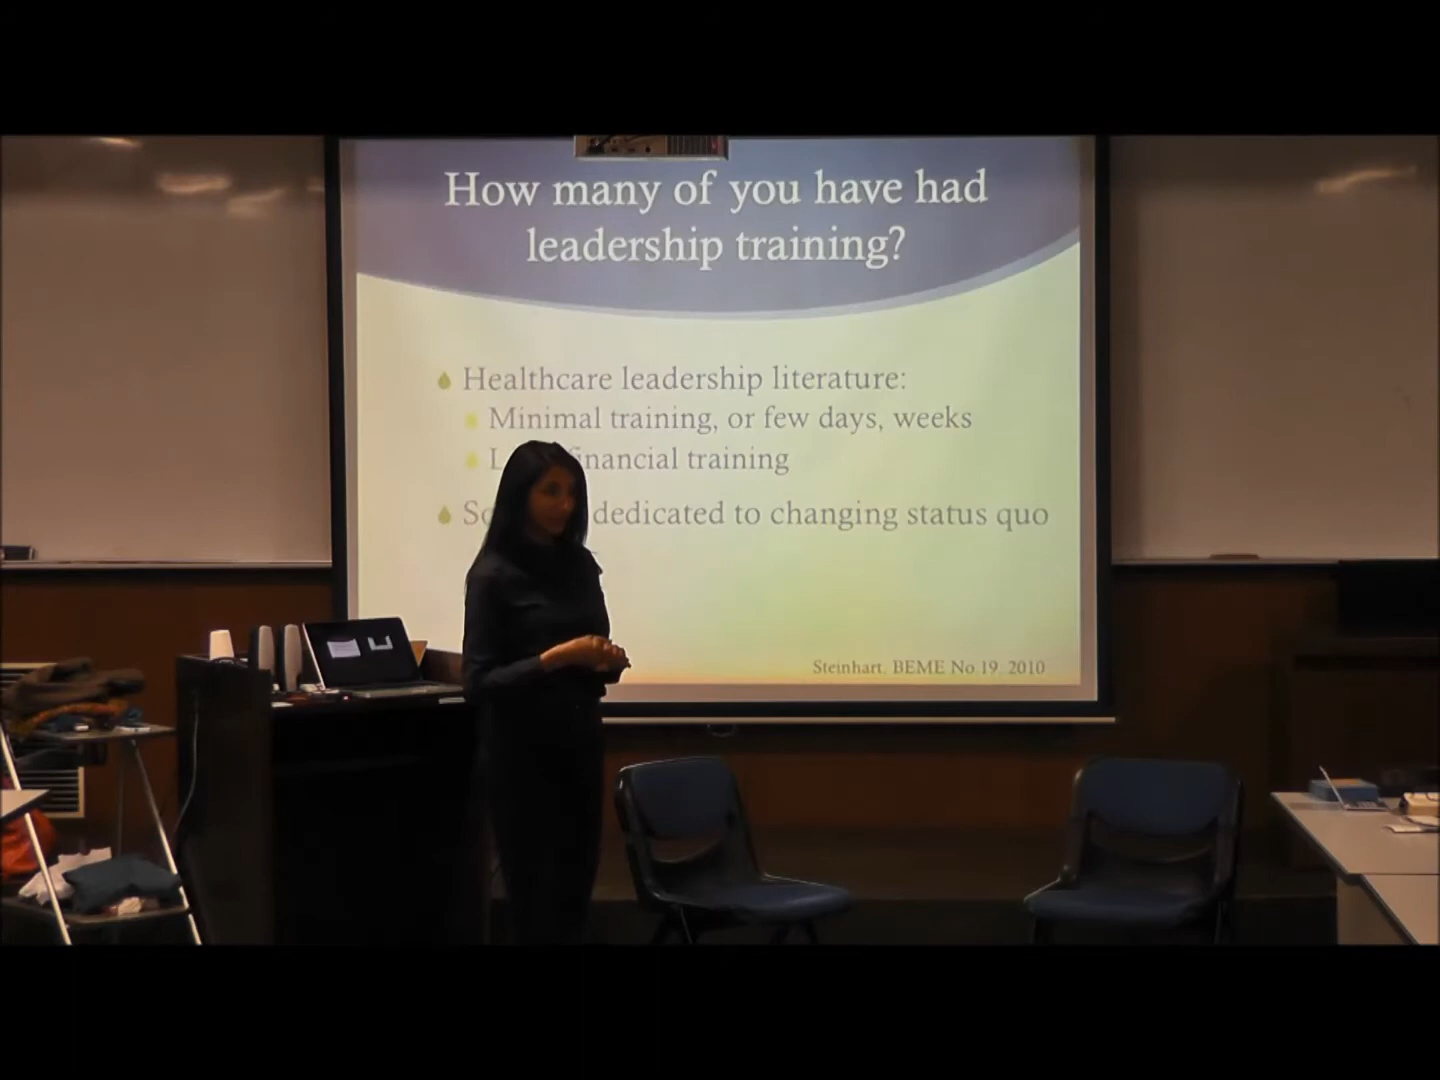 How many of you have had
leadership training?
Healthcare leadership literature:
Minimal training, or few days, weeks
financial training
dedicated to changing status quo
Steinhart, BEME No 19, 2010